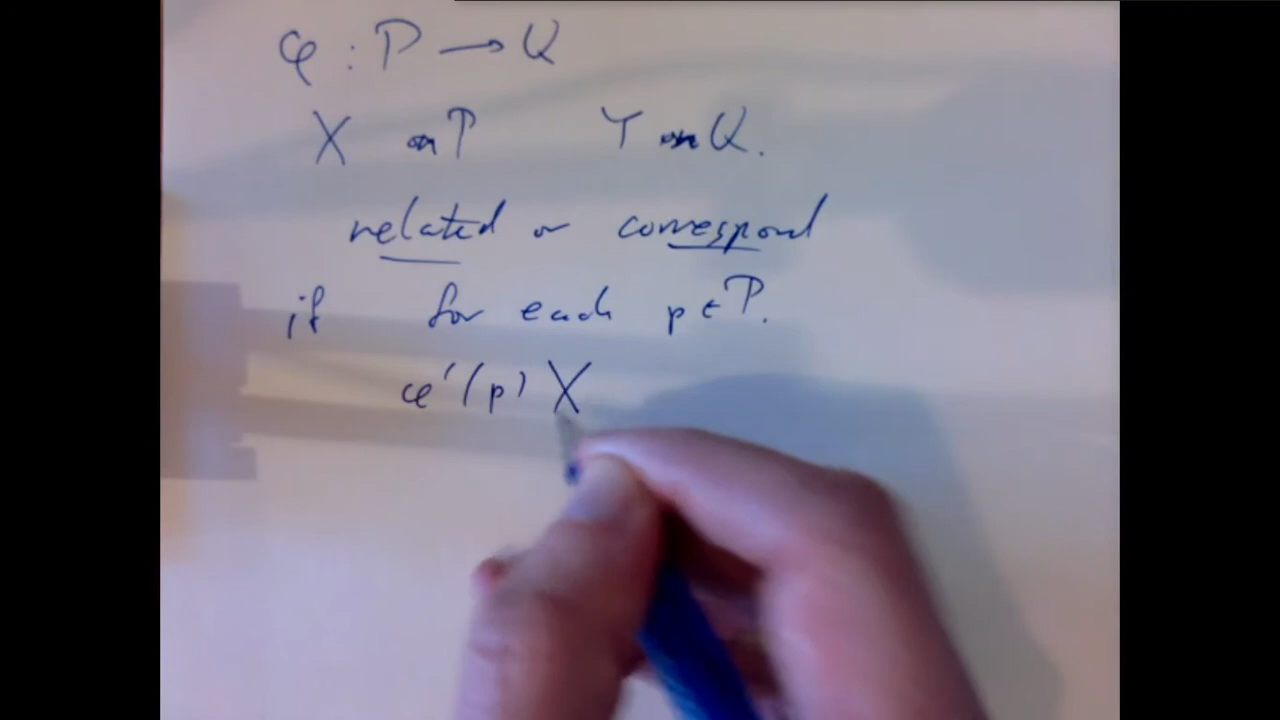 φ : P → Q
X on P Y on Q.
related or correspond
if for each p ∈ P.
φ'(p) X